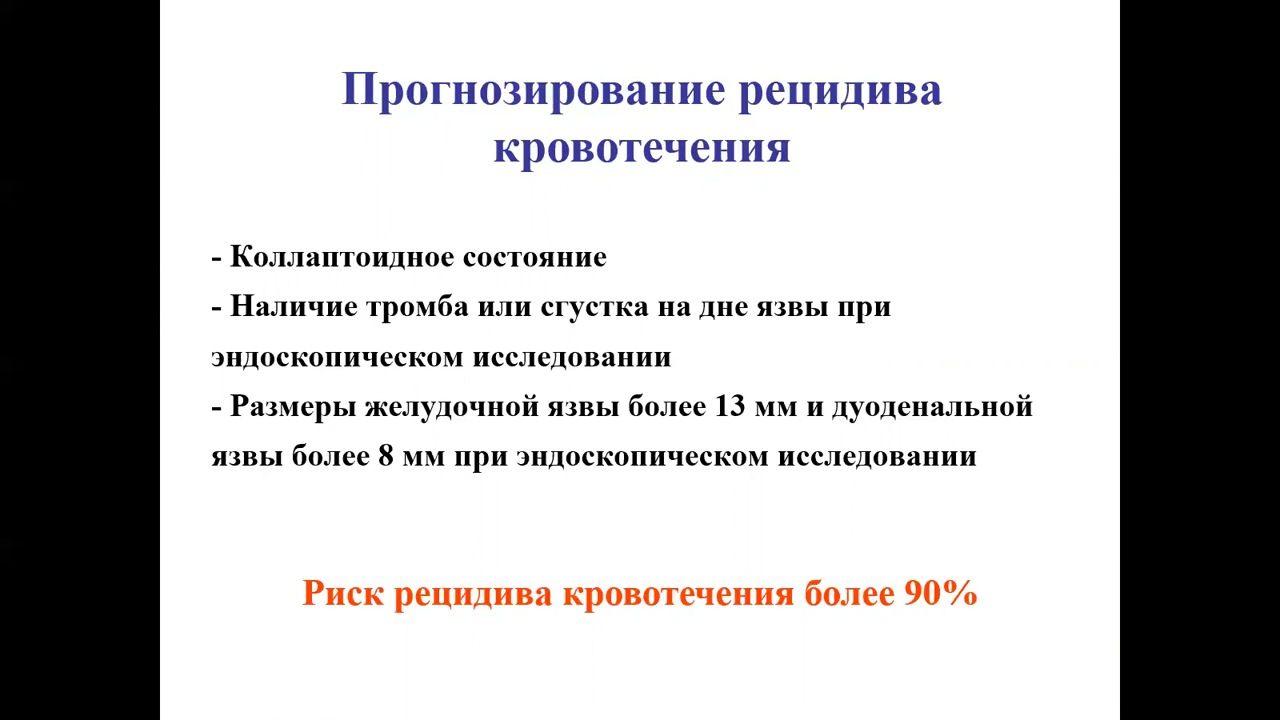 Прогнозирование рецидива
кровотечения
- Коллаптоидное состояние
- Наличие тромба или сгустка на дне язвы при
эндоскопическом исследовании
- Размеры желудочной язвы более 13 мм и дуоденальной
язвы более 8 мм при эндоскопическом исследовании
Риск рецидива кровотечения более 90%